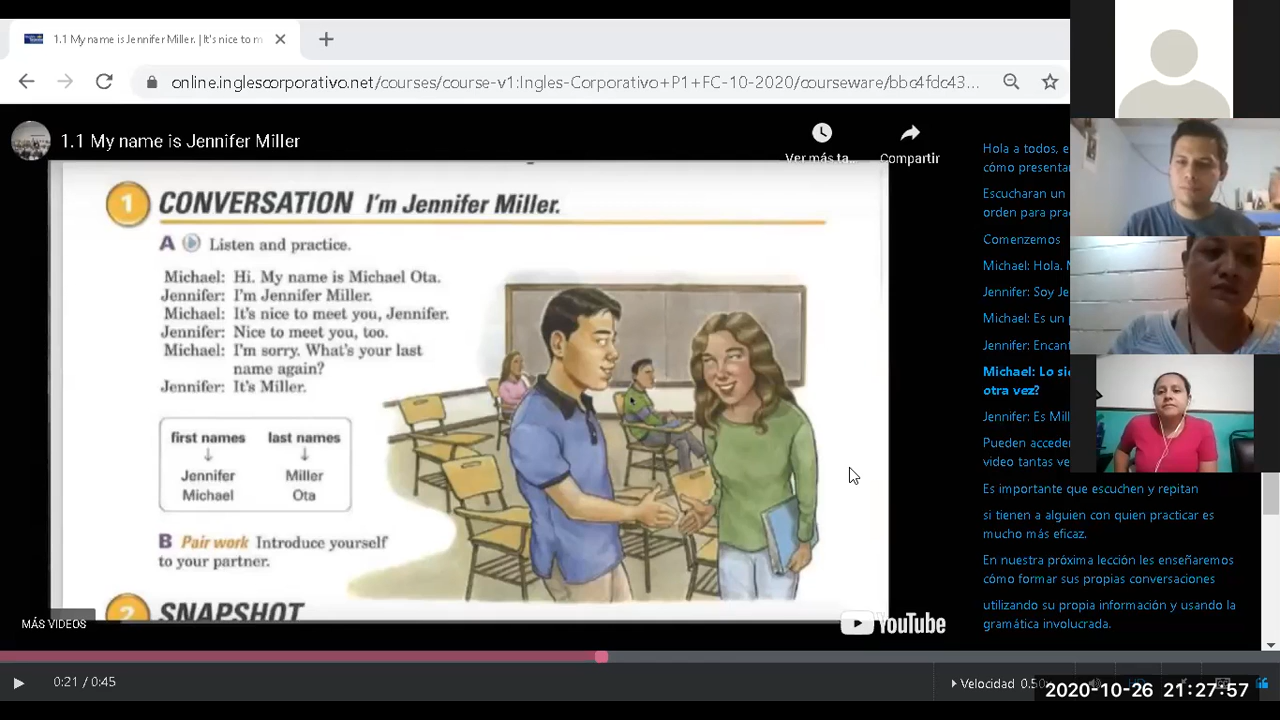 1.1 My name is Jennifer Miller. | It's nice to m
online.inglescorporativo.net/courses/course-v1:Ingles-Corporativo+P1+FC-10-2020/courseware/bbc4fdc43...
1.1 My name is Jennifer Miller
Ver más ta...
Compartir
1 CONVERSATION I'm Jennifer Miller.
A Listen and practice.
Michael: Hi. My name is Michael Ota.
Jennifer: I'm Jennifer Miller.
Michael: It's nice to meet you, Jennifer.
Jennifer: Nice to meet you, too.
Michael: I'm sorry. What's your last
name again?
Jennifer: It's Miller.
first names last names
Jennifer Miller
Michael Ota
B Pair work Introduce yourself
to your partner.
2 SNAPSHOT
MÁS VIDEOS
YouTube
Hola a todos, e
cómo presenta
Escucharan un
orden para pra
Comenzemos
Michael: Hola.
Jennifer: Soy Je
Michael: Es un
Jennifer: Encant
Michael: Lo sie
otra vez?
Jennifer: Es Mill
Pueden acceder
video tantas ve
Es importante que escuchen y repitan
si tienen a alguien con quien practicar es
mucho más eficaz.
En nuestra próxima lección les enseñaremos
cómo formar sus propias conversaciones
utilizando su propia información y usando la
gramática involucrada.
0:21 / 0:45
Velocidad 0.50x
2020-10-26 21:27:57